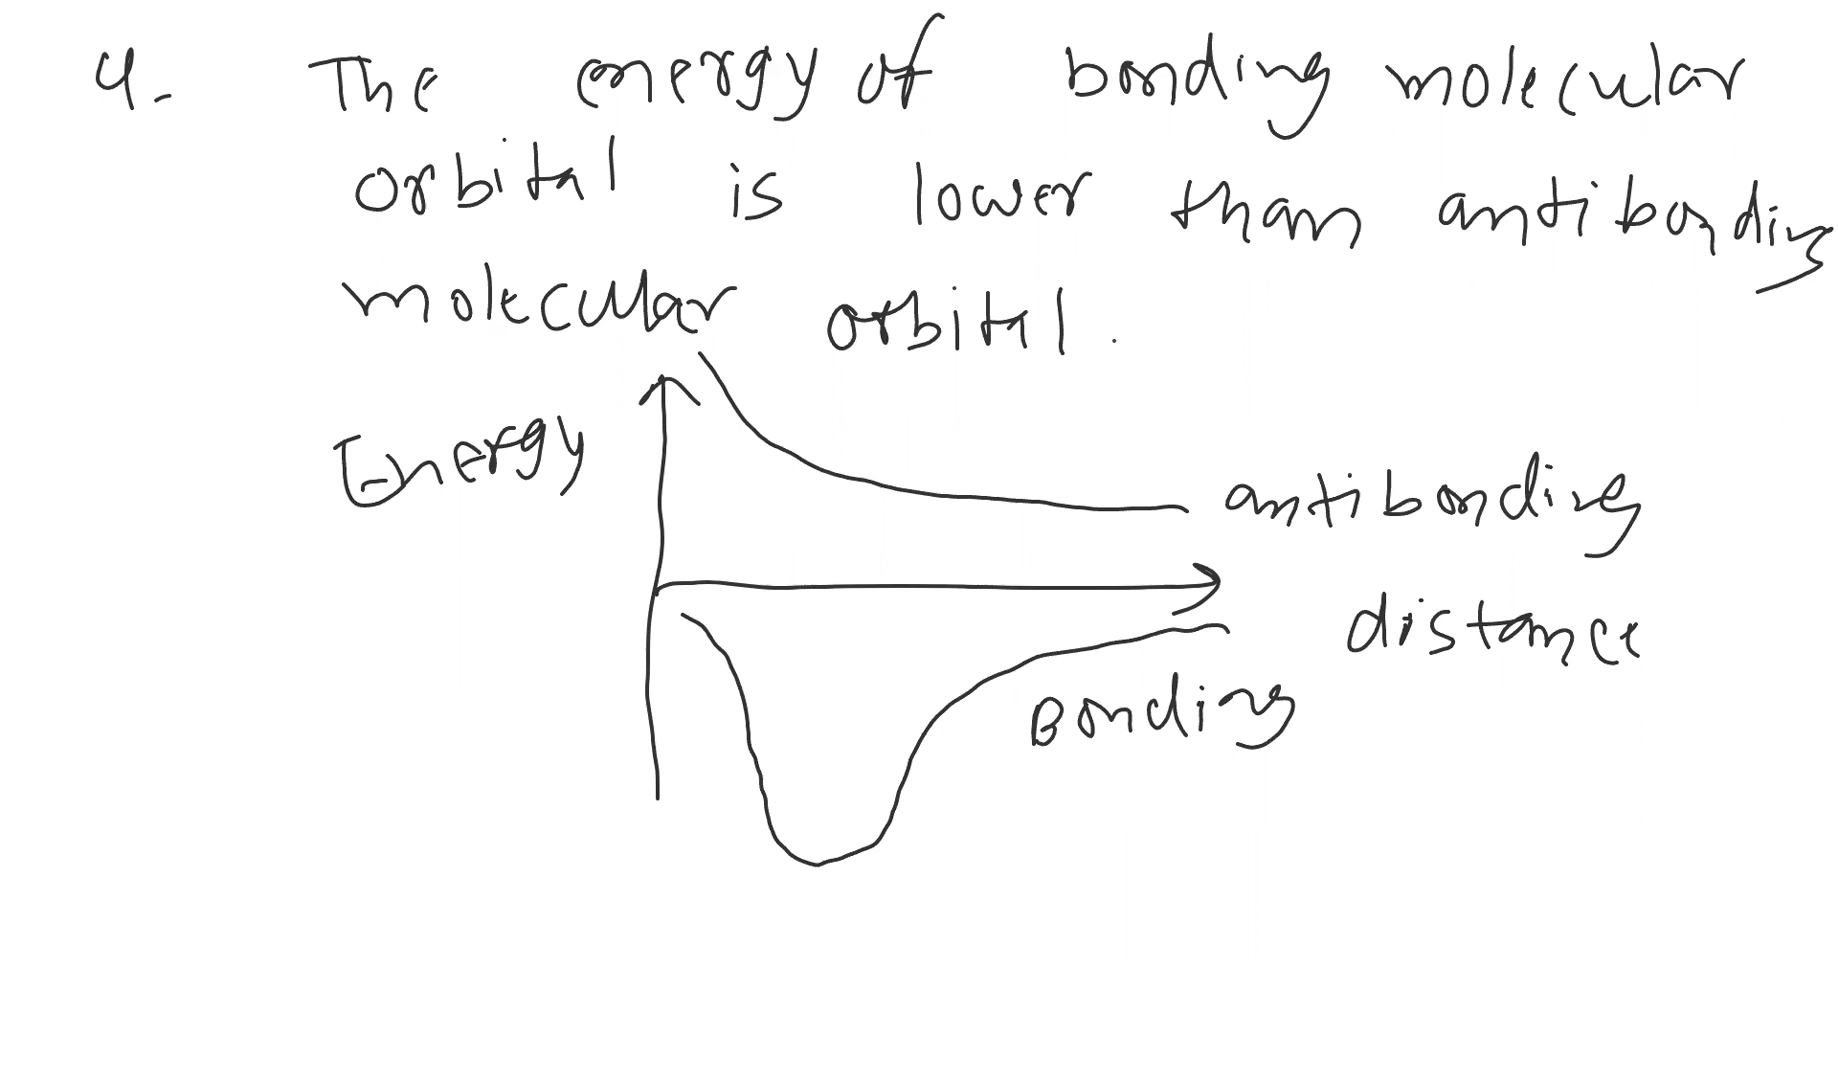 4. The energy of bonding molecular
orbital is lower than antibonding
molecular orbital.
Energy
antibonding
distance
Bonding